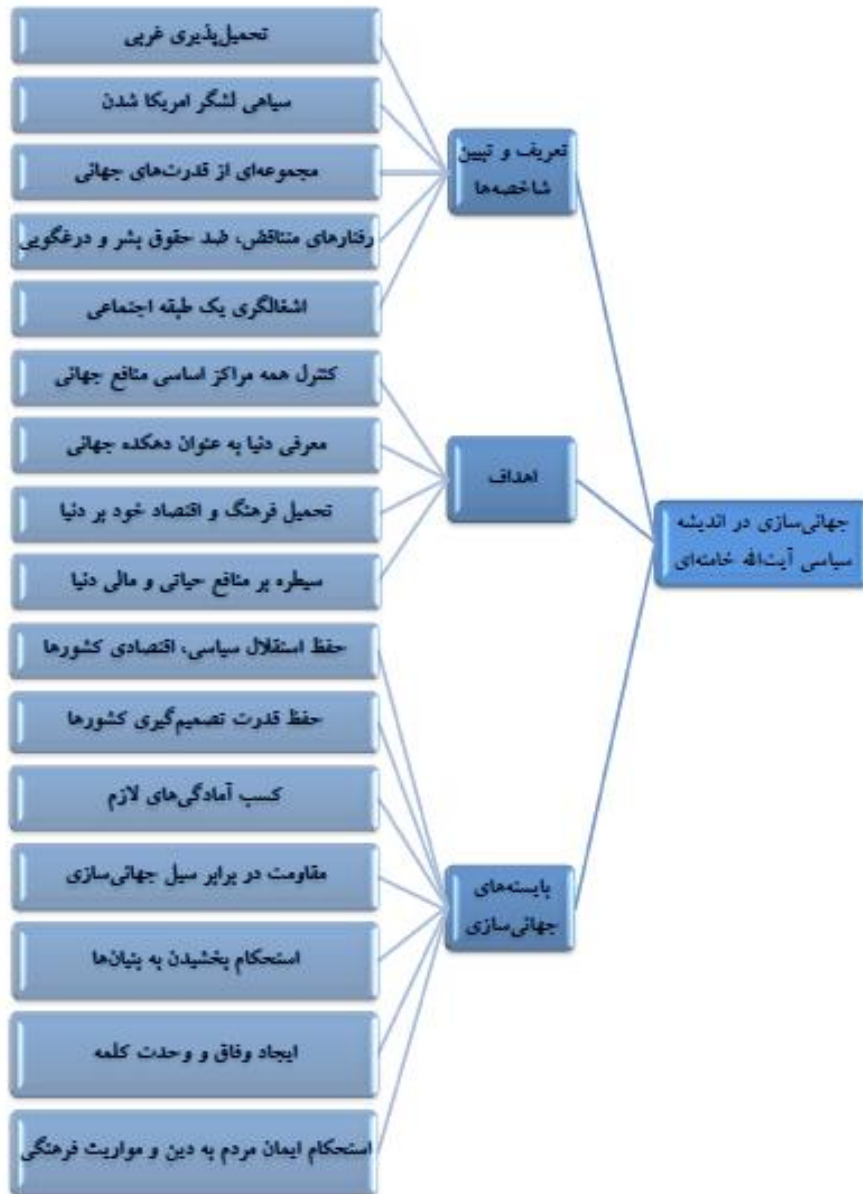 جهانی‌سازی در اندیشه
سیاسی آیت‌الله خامنه‌ای
تعریف و تبیین
شاخصه‌ها
تحمیل‌پذیری غربی
سیاهی لشگر امریکا شدن
مجموعه‌ای از قدرت‌های جهانی
رفتارهای متناقض، ضد حقوق بشر و درغگویی
اشغالگری یک طبقه اجتماعی
اهداف
کنترل همه مراکز اساسی منافع جهانی
معرفی دنیا به عنوان دهکده جهانی
تحمیل فرهنگ و اقتصاد خود بر دنیا
سیطره بر منافع حیاتی و مالی دنیا
بایسته‌های
جهانی‌سازی
حفظ استقلال سیاسی، اقتصادی کشورها
حفظ قدرت تصمیم‌گیری کشورها
کسب آمادگی‌های لازم
مقاومت در برابر سیل جهانی‌سازی
استحکام بخشیدن به بنیان‌ها
ایجاد وفاق و وحدت کلمه
استحکام ایمان مردم به دین و مواریث فرهنگی